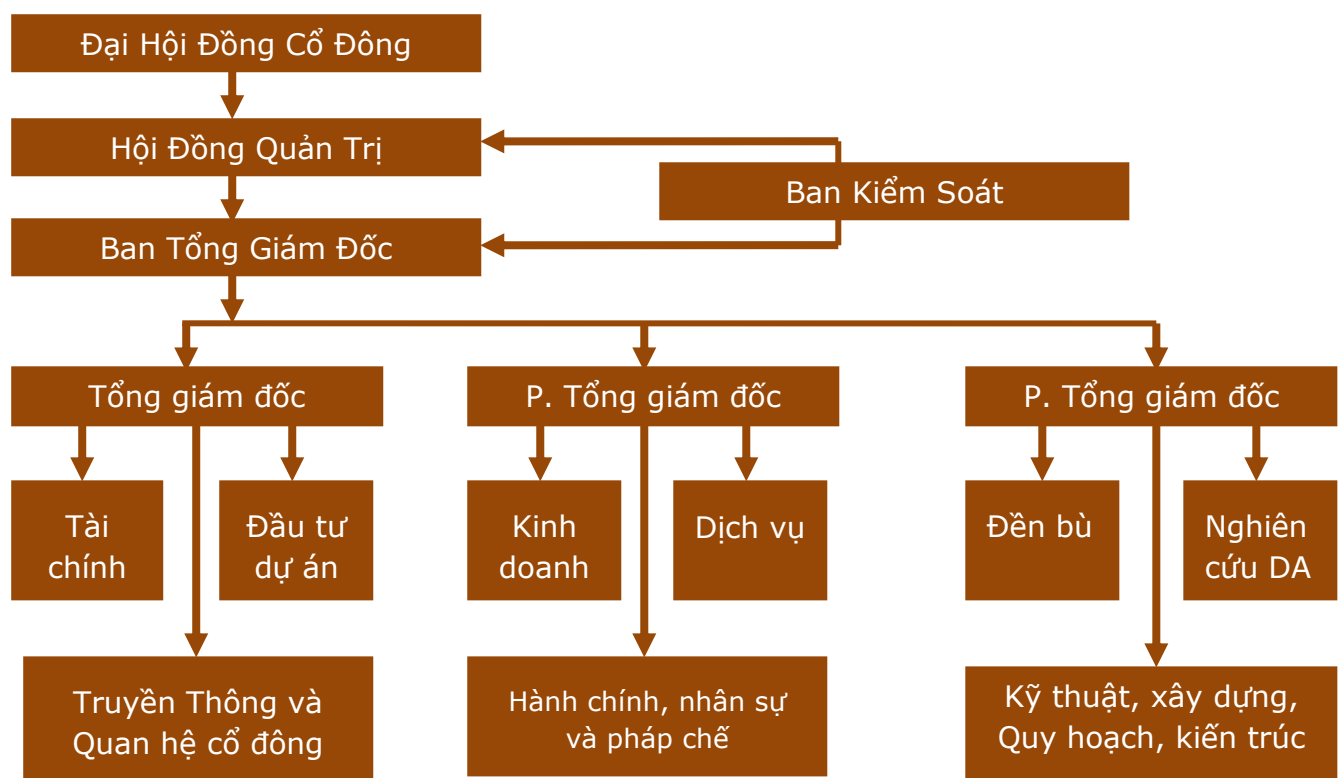 Đại Hội Đồng Cổ Đông
Hội Đồng Quản Trị
Ban Kiểm Soát
Ban Tổng Giám Đốc
Tổng giám đốc
P. Tổng giám đốc
P. Tổng giám đốc
Tài
chính
Đầu tư
dự án
Kinh
doanh
Dịch vụ
Đền bù
Nghiên
cứu DA
Truyền Thông và
Quan hệ cổ đông
Hành chính, nhân sự
và pháp chế
Kỹ thuật, xây dựng,
Quy hoạch, kiến trúc